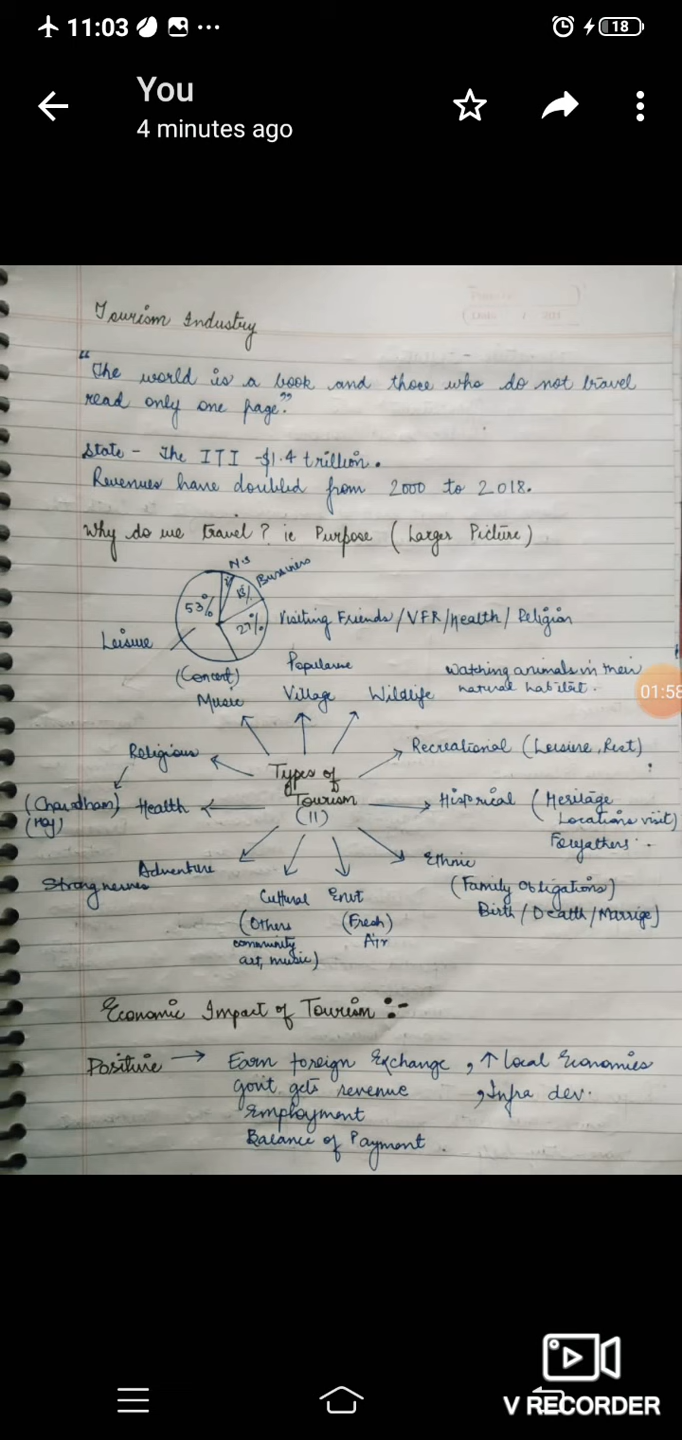 11:03
18
You
4 minutes ago
Tourism Industry
"The world is a book and those who do not travel
read only one page."
State - The ITI -$1.4 trillion.
Revenues have doubled from 2000 to 2018.
Why do we travel? ie Purpose (Larger Picture)
N.S
Bussiness
53%
27%
Visiting Friends/VFR/Health/Religion
Leisure
(Concert)
Music
Village
Wildlife
Watching animals in their
natural habitat.
01:58
Religious
Recreational (Leisure, Rest)
Types of
Tourism
(11)
(Chardham)
Health
Historical (Heritage
Locations visit)
Forefathers
Adventure
Strong nerves
Ethnic
(Family Obligations)
Birth/Death/Marrige)
Cultural
(Others
community
art, music)
Envt
(Fresh)
Air
Economic Impact of Tourism :-
Positive → Earn foreign Exchange, ↑ Local Economies
Govt gets revenue, Infra dev.
Employment
Balance of Payment.
V RECORDER